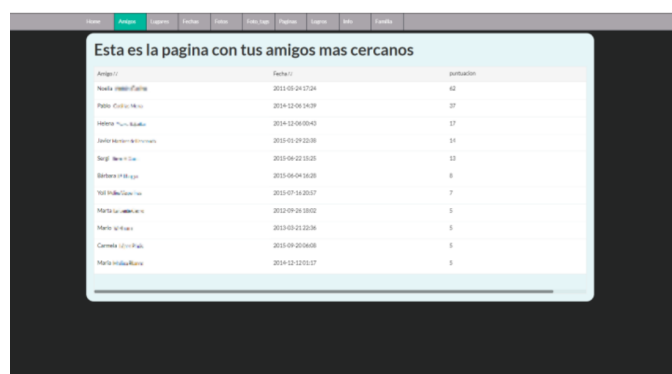 Home Amigos Lugares Fechas Fotos Foto_tags Paginas Logros Info Familia
Esta es la pagina con tus amigos mas cercanos
Amigo Fecha puntuacion
Noelia 2011-05-24 17:24 62
Pablo 2014-12-06 14:39 37
Helena 2014-12-06 00:43 17
Javier 2015-01-29 22:38 14
Sergi 2015-06-22 15:25 13
Bárbara 2015-06-04 16:28 8
Yoli 2015-07-16 20:57 7
Marta 2012-09-26 18:02 5
Mario 2013-03-21 22:36 5
Carmela 2015-09-20 06:08 5
Maria 2014-12-12 01:17 5